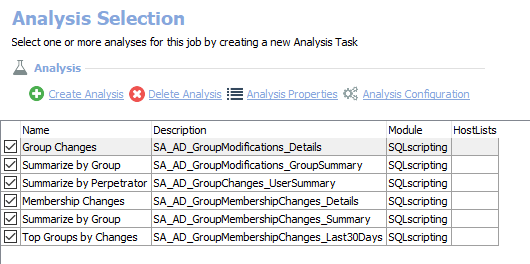 Analysis Selection
Select one or more analyses for this job by creating a new Analysis Task
Analysis
Create Analysis Delete Analysis Analysis Properties Analysis Configuration
Name Description Module HostLists
Group Changes SA_AD_GroupModifications_Details SQLscripting
Summarize by Group SA_AD_GroupModifications_GroupSummary SQLscripting
Summarize by Perpetrator SA_AD_GroupChanges_UserSummary SQLscripting
Membership Changes SA_AD_GroupMembershipChanges_Details SQLscripting
Summarize by Group SA_AD_GroupMembershipChanges_Summary SQLscripting
Top Groups by Changes SA_AD_GroupMembershipChanges_Last30Days SQLscripting